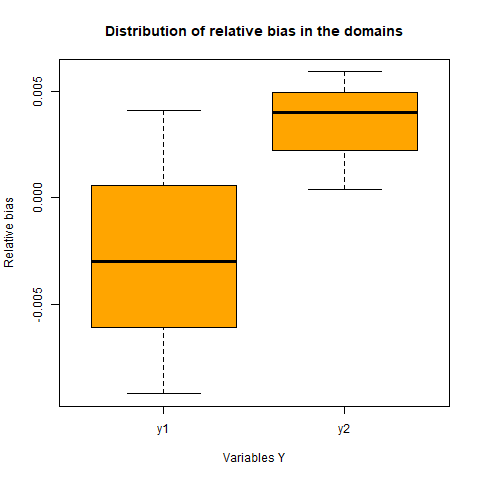 Distribution of relative bias in the domains
Relative bias
0.005
0.000
-0.005
y1
y2
Variables Y